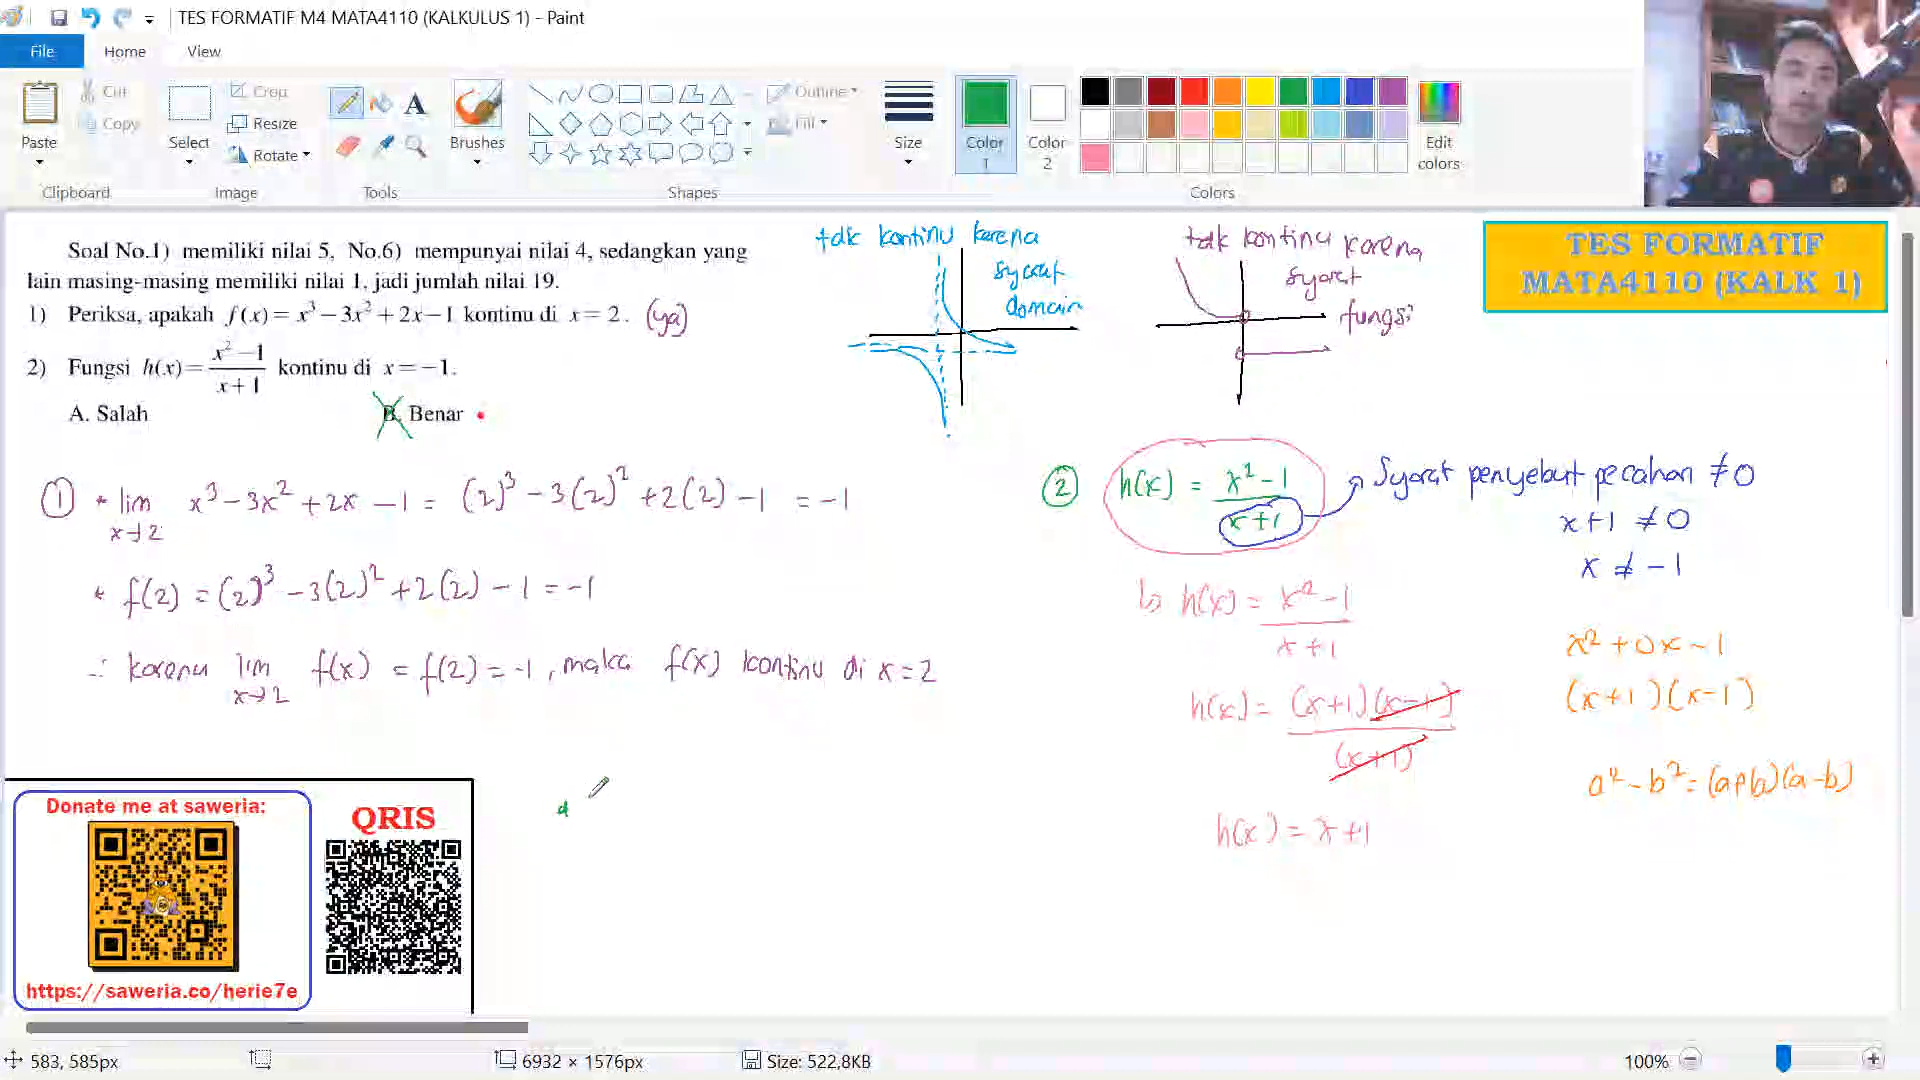 TES FORMATIF M4 MATA4110 (KALKULUS 1) - Paint
File Home View
Paste
Cut
Copy
Clipboard
Select
Crop
Resize
Rotate
Image
A
Tools
Brushes
Shapes
Outline
Fill
Size
Color 1
Color 2
Colors
Edit colors
Soal No.1) memiliki nilai 5, No.6) mempunyai nilai 4, sedangkan yang
lain masing-masing memiliki nilai 1, jadi jumlah nilai 19.
1) Periksa, apakah f(x) = x³ − 3x² + 2x − 1 kontinu di x = 2. (ya)
2) Fungsi h(x) = (x² − 1)/(x + 1) kontinu di x = −1.
A. Salah B. Benar
tdk kontinu karena
syarat
domain
tdk kontinu karena
syarat
fungsi
TES FORMATIF
MATA4110 (KALK 1)
① * lim x→2 x³ − 3x² + 2x − 1 = (2)³ − 3(2)² + 2(2) − 1 = −1
* f(2) = (2)³ − 3(2)² + 2(2) − 1 = −1
∴ karena lim x→2 f(x) = f(2) = −1, maka f(x) kontinu di x = 2
② h(x) = (x² − 1)/(x + 1)
Syarat penyebut pecahan ≠ 0
x + 1 ≠ 0
x ≠ −1
h(x) = (x² − 1)/(x + 1)
h(x) = (x+1)(x−1)/(x+1)
h(x) = x + 1
x² + 0x − 1
(x+1)(x−1)
a² − b² = (a+b)(a−b)
Donate me at saweria:
https://saweria.co/herie7e
QRIS
583, 585px
6932 × 1576px
Size: 522,8KB
100%